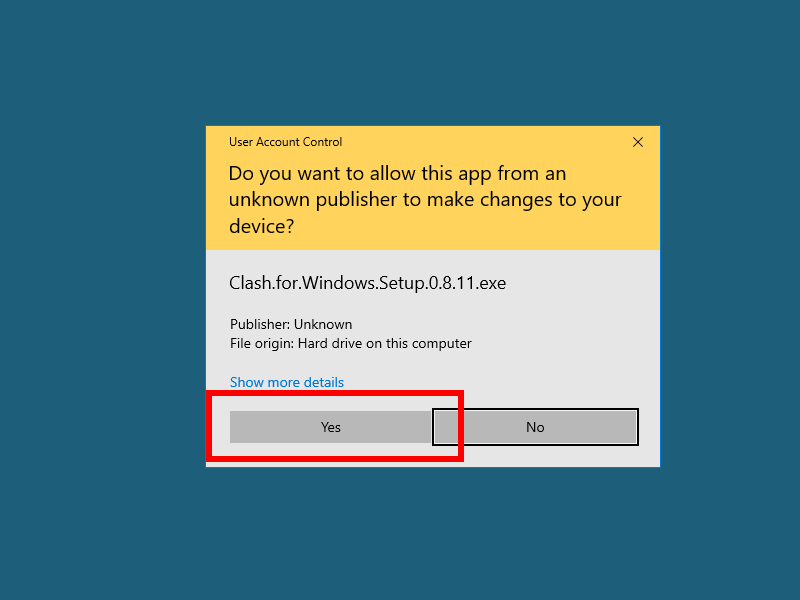 User Account Control
Do you want to allow this app from an
unknown publisher to make changes to your
device?
Clash.for.Windows.Setup.0.8.11.exe
Publisher: Unknown
File origin: Hard drive on this computer
Show more details
Yes No